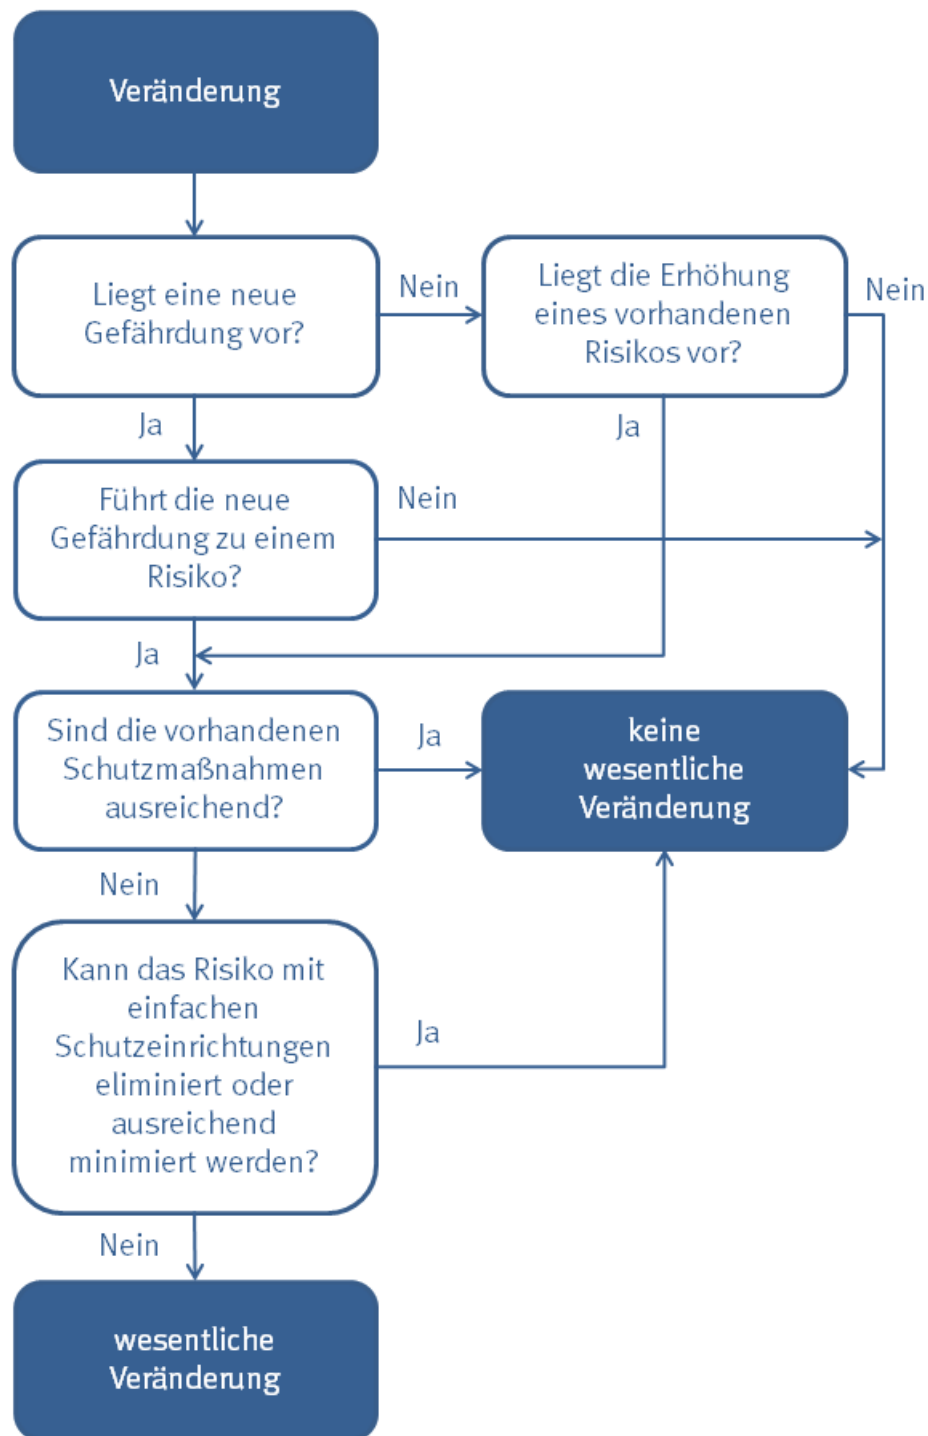 Veränderung
Liegt eine neue
Gefährdung vor?
Nein
Liegt die Erhöhung
eines vorhandenen
Risikos vor?
Nein
Ja
Ja
Führt die neue
Gefährdung zu einem
Risiko?
Nein
Ja
Sind die vorhandenen
Schutzmaßnahmen
ausreichend?
Ja
keine
wesentliche
Veränderung
Nein
Kann das Risiko mit
einfachen
Schutzeinrichtungen
eliminiert oder
ausreichend
minimiert werden?
Ja
Nein
wesentliche
Veränderung